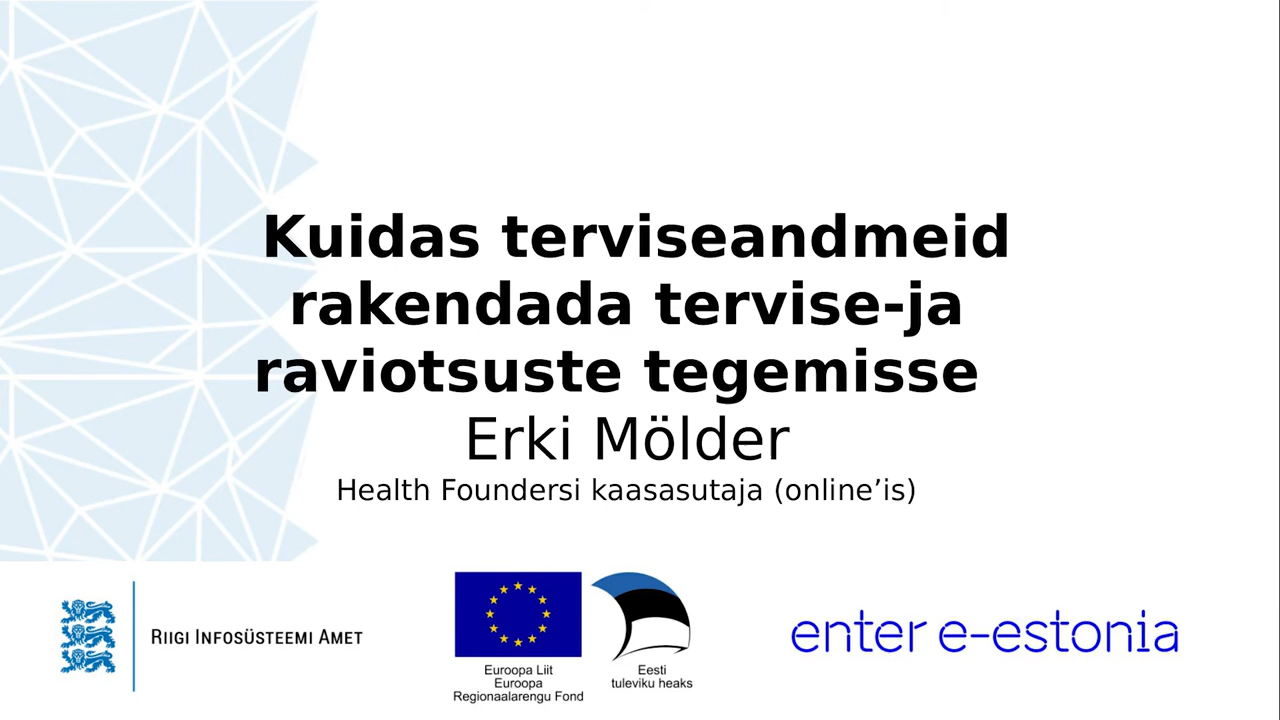 Kuidas terviseandmeid
rakendada tervise-ja
raviotsuste tegemisse
Erki Mölder
Health Foundersi kaasasutaja (online’is)
RIIGI INFOSÜSTEEMI AMET
Euroopa Liit
Euroopa
Regionaalarengu Fond
Eesti
tuleviku heaks
enter e-estonia